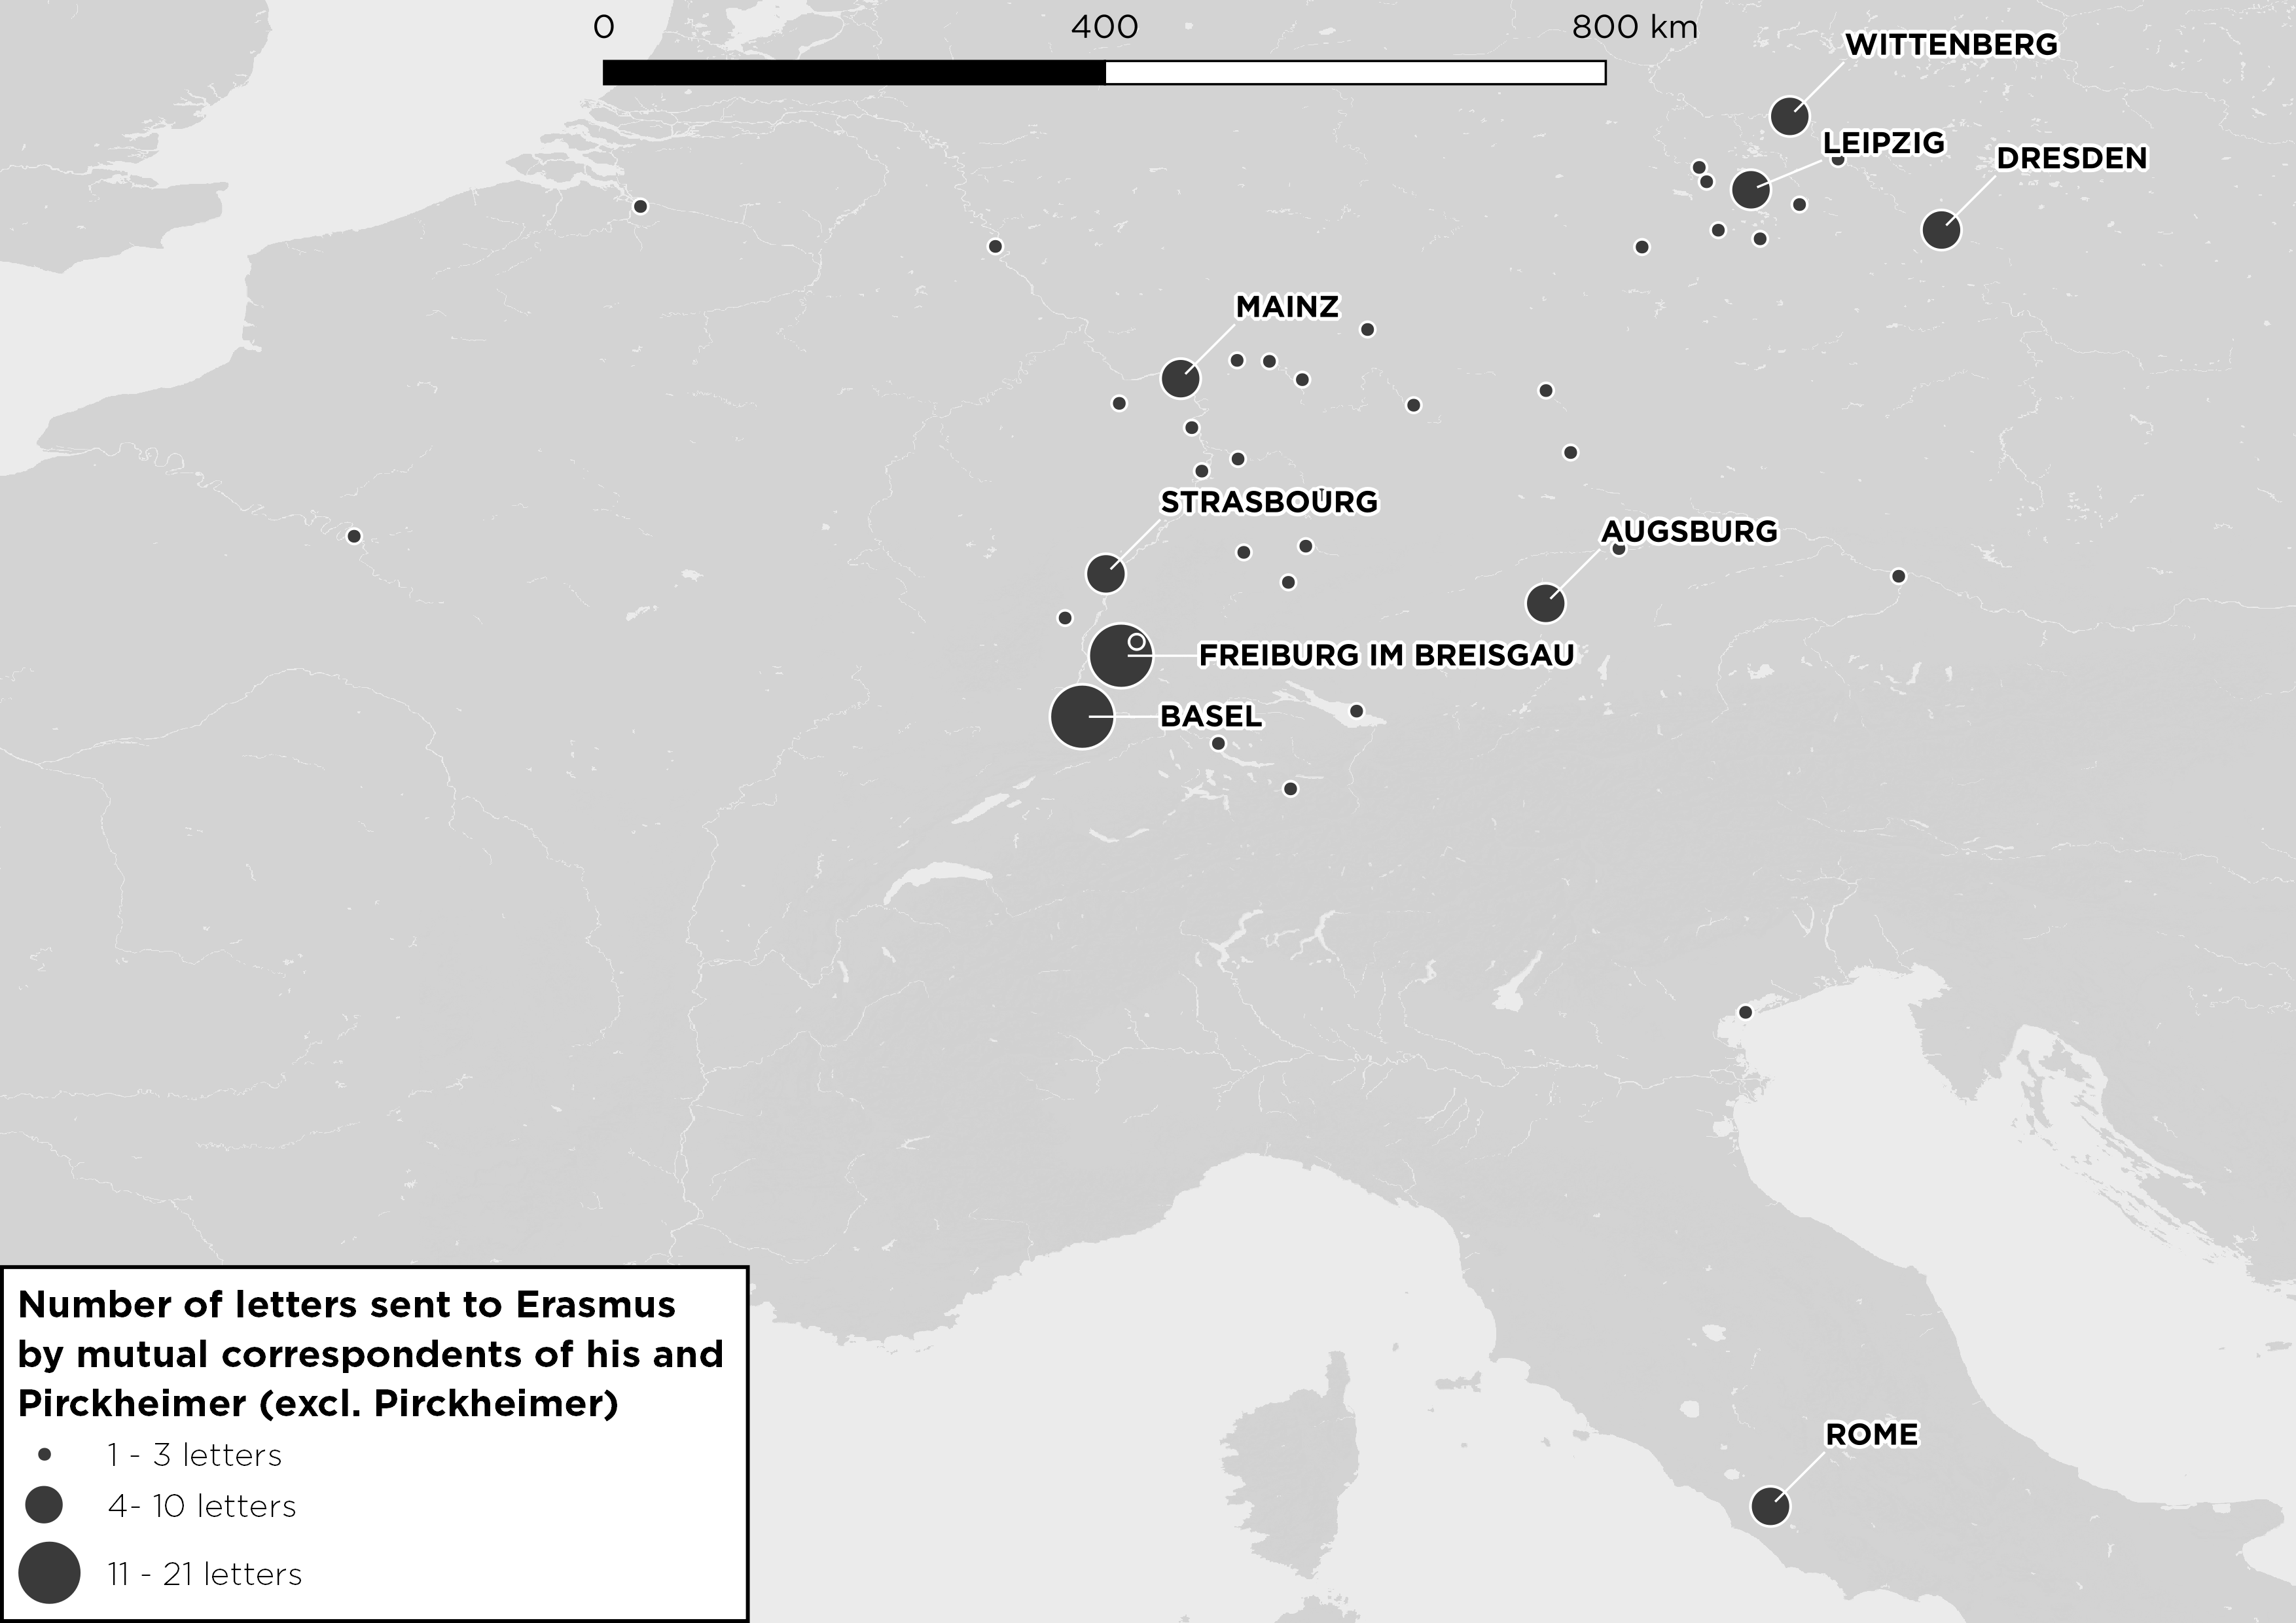 0 400 800 km
WITTENBERG
LEIPZIG
DRESDEN
MAINZ
STRASBOURG
AUGSBURG
FREIBURG IM BREISGAU
BASEL
ROME
Number of letters sent to Erasmus
by mutual correspondents of his and
Pirckheimer (excl. Pirckheimer)
1 - 3 letters
4- 10 letters
11 - 21 letters